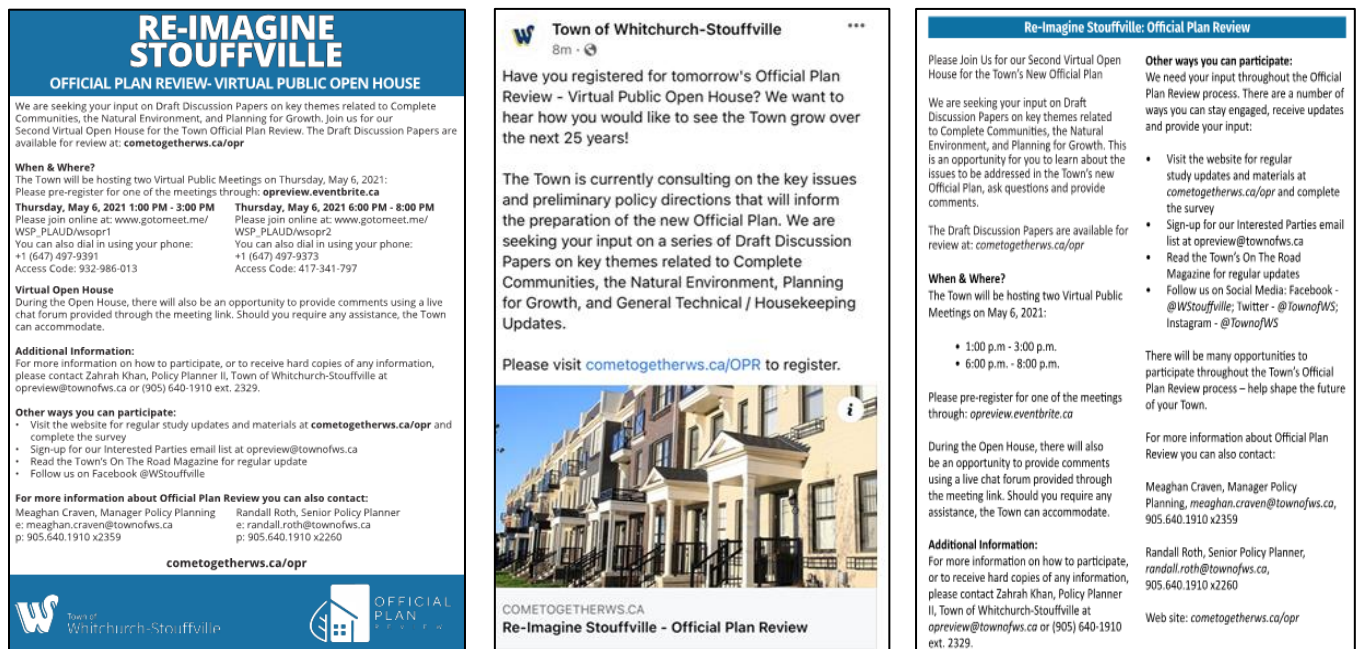 RE-IMAGINE
STOUFFVILLE
OFFICIAL PLAN REVIEW- VIRTUAL PUBLIC OPEN HOUSE
We are seeking your input on Draft Discussion Papers on key themes related to Complete
Communities, the Natural Environment, and Planning for Growth. Join us for our
Second Virtual Open House for the Town Official Plan Review. The Draft Discussion Papers are
available for review at: cometogetherws.ca/opr
When & Where?
The Town will be hosting two Virtual Public Meetings on Thursday, May 6, 2021:
Please pre-register for one of the meetings through: opreview.eventbrite.ca
Thursday, May 6, 2021 1:00 PM - 3:00 PM
Please join online at: www.gotomeet.me/
WSP_PLAUD/wsopr1
You can also dial in using your phone:
+1 (647) 497-9391
Access Code: 932-986-013
Thursday, May 6, 2021 6:00 PM - 8:00 PM
Please join online at: www.gotomeet.me/
WSP_PLAUD/wsopr2
You can also dial in using your phone:
+1 (647) 497-9373
Access Code: 417-341-797
Virtual Open House
During the Open House, there will also be an opportunity to provide comments using a live
chat forum provided through the meeting link. Should you require any assistance, the Town
can accommodate.
Additional Information:
For more information on how to participate, or to receive hard copies of any information,
please contact Zahrah Khan, Policy Planner II, Town of Whitchurch-Stouffville at
opreview@townofws.ca or (905) 640-1910 ext. 2329.
Other ways you can participate:
• Visit the website for regular study updates and materials at cometogetherws.ca/opr and
complete the survey
• Sign-up for our Interested Parties email list at opreview@townofws.ca
• Read the Town's On The Road Magazine for regular update
• Follow us on Facebook @WStouffville
For more information about Official Plan Review you can also contact:
Meaghan Craven, Manager Policy Planning
e: meaghan.craven@townofws.ca
p: 905.640.1910 x2359
Randall Roth, Senior Policy Planner
e: randall.roth@townofws.ca
p: 905.640.1910 x2260
cometogetherws.ca/opr
Town of
Whitchurch-Stouffville
OFFICIAL
PLAN
REVIEW
Town of Whitchurch-Stouffville
8m ·
Have you registered for tomorrow's Official Plan
Review - Virtual Public Open House? We want to
hear how you would like to see the Town grow over
the next 25 years!
The Town is currently consulting on the key issues
and preliminary policy directions that will inform
the preparation of the new Official Plan. We are
seeking your input on a series of Draft Discussion
Papers on key themes related to Complete
Communities, the Natural Environment, Planning
for Growth, and General Technical / Housekeeping
Updates.
Please visit cometogetherws.ca/OPR to register.
COMETOGETHERWS.CA
Re-Imagine Stouffville - Official Plan Review
Re-Imagine Stouffville: Official Plan Review
Please Join Us for our Second Virtual Open
House for the Town's New Official Plan
We are seeking your input on Draft
Discussion Papers on key themes related
to Complete Communities, the Natural
Environment, and Planning for Growth. This
is an opportunity for you to learn about the
issues to be addressed in the Town's new
Official Plan, ask questions and provide
comments.
The Draft Discussion Papers are available for
review at: cometogetherws.ca/opr
When & Where?
The Town will be hosting two Virtual Public
Meetings on May 6, 2021:
• 1:00 p.m - 3:00 p.m.
• 6:00 p.m. - 8:00 p.m.
Please pre-register for one of the meetings
through: opreview.eventbrite.ca
During the Open House, there will also
be an opportunity to provide comments
using a live chat forum provided through
the meeting link. Should you require any
assistance, the Town can accommodate.
Additional Information:
For more information on how to participate,
or to receive hard copies of any information,
please contact Zahrah Khan, Policy Planner
II, Town of Whitchurch-Stouffville at
opreview@townofws.ca or (905) 640-1910
ext. 2329.
Other ways you can participate:
We need your input throughout the Official
Plan Review process. There are a number of
ways you can stay engaged, receive updates
and provide your input:
• Visit the website for regular
study updates and materials at
cometogetherws.ca/opr and complete
the survey
• Sign-up for our Interested Parties email
list at opreview@townofws.ca
• Read the Town's On The Road
Magazine for regular updates
• Follow us on Social Media: Facebook -
@WStouffville; Twitter - @TownofWS;
Instagram - @TownofWS
There will be many opportunities to
participate throughout the Town's Official
Plan Review process – help shape the future
of your Town.
For more information about Official Plan
Review you can also contact:
Meaghan Craven, Manager Policy
Planning, meaghan.craven@townofws.ca,
905.640.1910 x2359
Randall Roth, Senior Policy Planner,
randall.roth@townofws.ca,
905.640.1910 x2260
Web site: cometogetherws.ca/opr